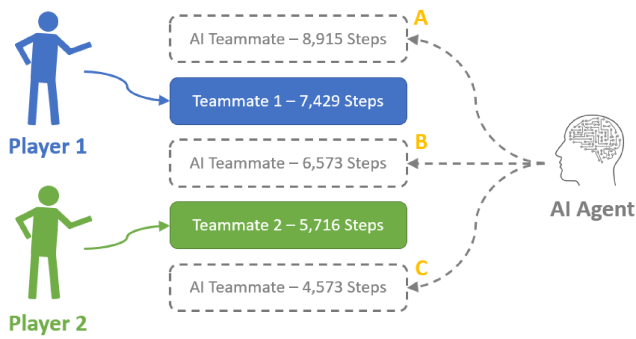 A
AI Teammate – 8,915 Steps
Teammate 1 – 7,429 Steps
Player 1
B
AI Teammate – 6,573 Steps
AI Agent
Teammate 2 – 5,716 Steps
C
AI Teammate – 4,573 Steps
Player 2